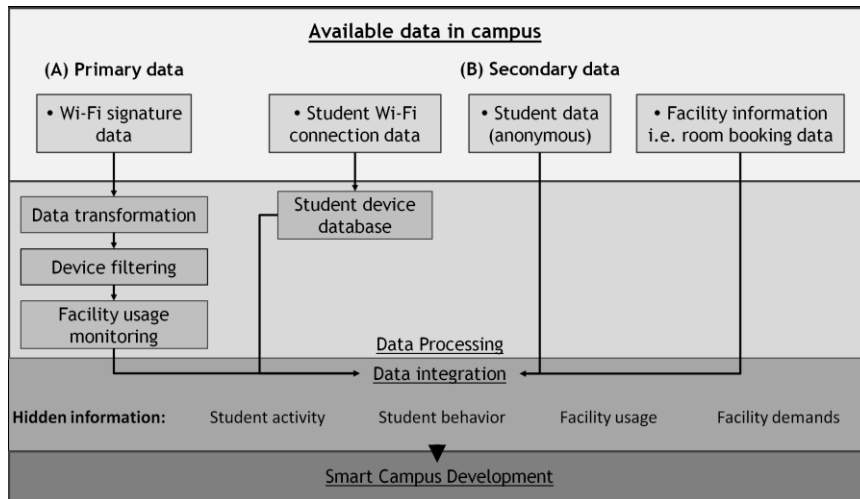 Available data in campus
(A) Primary data
(B) Secondary data
• Wi-Fi signature
data
• Student Wi-Fi
connection data
• Student data
(anonymous)
• Facility information
i.e. room booking data
Data transformation
Student device
database
Device filtering
Facility usage
monitoring
Data Processing
Data integration
Hidden information:
Student activity
Student behavior
Facility usage
Facility demands
Smart Campus Development